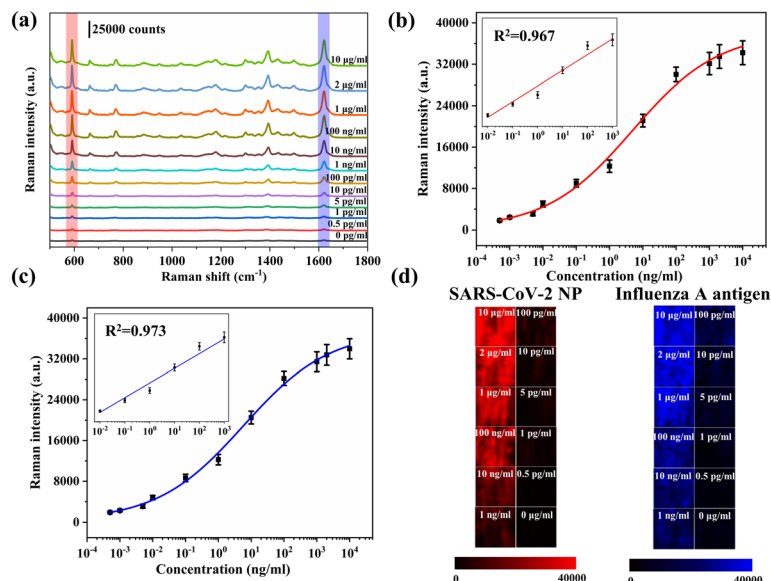 (a)
25000 counts
10 μg/ml
2 μg/ml
1 μg/ml
100 ng/ml
10 ng/ml
1 ng/ml
100 pg/ml
10 pg/ml
5 pg/ml
1 pg/ml
0.5 pg/ml
0 pg/ml
Raman intensity (a.u.)
600 800 1000 1200 1400 1600 1800
Raman shift (cm⁻¹)
(b)
R²=0.967
10⁻² 10⁻¹ 10⁰ 10¹ 10² 10³
40000
32000
24000
16000
8000
0
Raman intensity (a.u.)
10⁻⁴ 10⁻³ 10⁻² 10⁻¹ 10⁰ 10¹ 10² 10³ 10⁴ 10⁵
Concentration (ng/ml)
(c)
R²=0.973
10⁻² 10⁻¹ 10⁰ 10¹ 10² 10³
40000
32000
24000
16000
8000
0
Raman intensity (a.u.)
10⁻⁴ 10⁻³ 10⁻² 10⁻¹ 10⁰ 10¹ 10² 10³ 10⁴ 10⁵
Concentration (ng/ml)
(d)
SARS-CoV-2 NP
10 μg/ml 100 pg/ml
2 μg/ml 10 pg/ml
1 μg/ml 5 pg/ml
100 ng/ml 1 pg/ml
10 ng/ml 0.5 pg/ml
1 ng/ml 0 μg/ml
0 40000
Influenza A antigen
10 μg/ml 100 pg/ml
2 μg/ml 10 pg/ml
1 μg/ml 5 pg/ml
100 ng/ml 1 pg/ml
10 ng/ml 0.5 pg/ml
1 ng/ml 0 μg/ml
0 40000